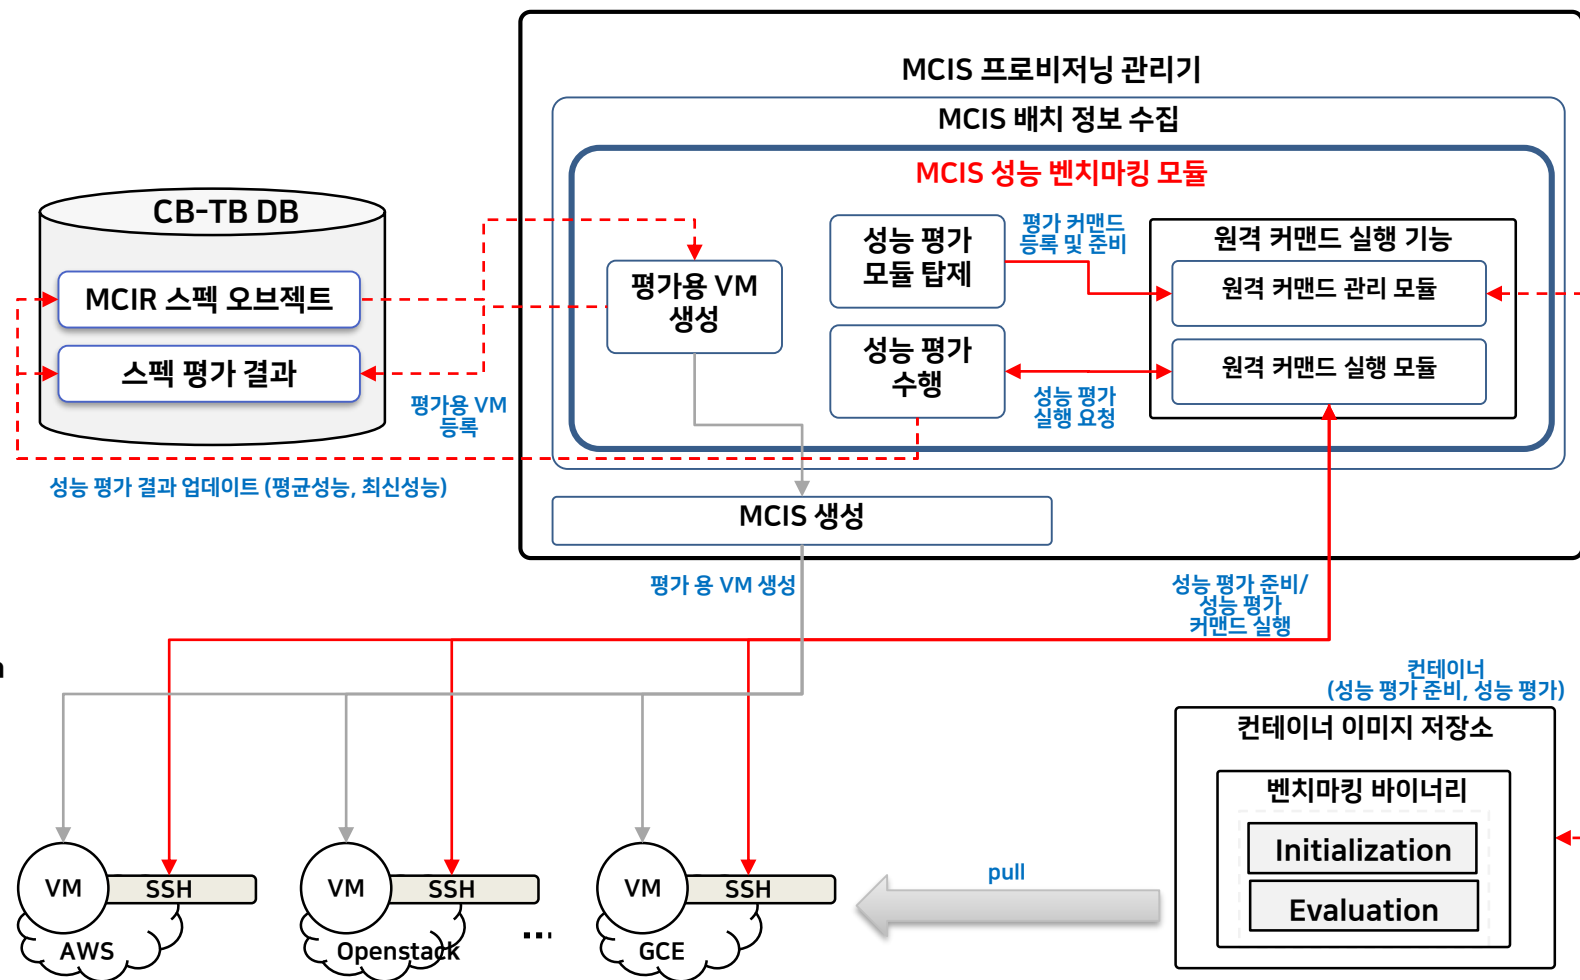 MCIS 프로비저닝 관리기
MCIS 배치 정보 수집
MCIS 성능 벤치마킹 모듈
CB-TB DB
MCIR 스펙 오브젝트
스펙 평가 결과
평가용 VM
등록
성능 평가 결과 업데이트 (평균성능, 최신성능)
평가용 VM
생성
성능 평가
모듈 탑제
성능 평가
수행
평가 커맨드
등록 및 준비
성능 평가
실행 요청
원격 커맨드 실행 기능
원격 커맨드 관리 모듈
원격 커맨드 실행 모듈
MCIS 생성
평가 용 VM 생성
성능 평가 준비/
성능 평가
커맨드 실행
컨테이너
(성능 평가 준비, 성능 평가)
컨테이너 이미지 저장소
벤치마킹 바이너리
Initialization
Evaluation
pull
VM
SSH
AWS
VM
SSH
Openstack
...
VM
SSH
GCE